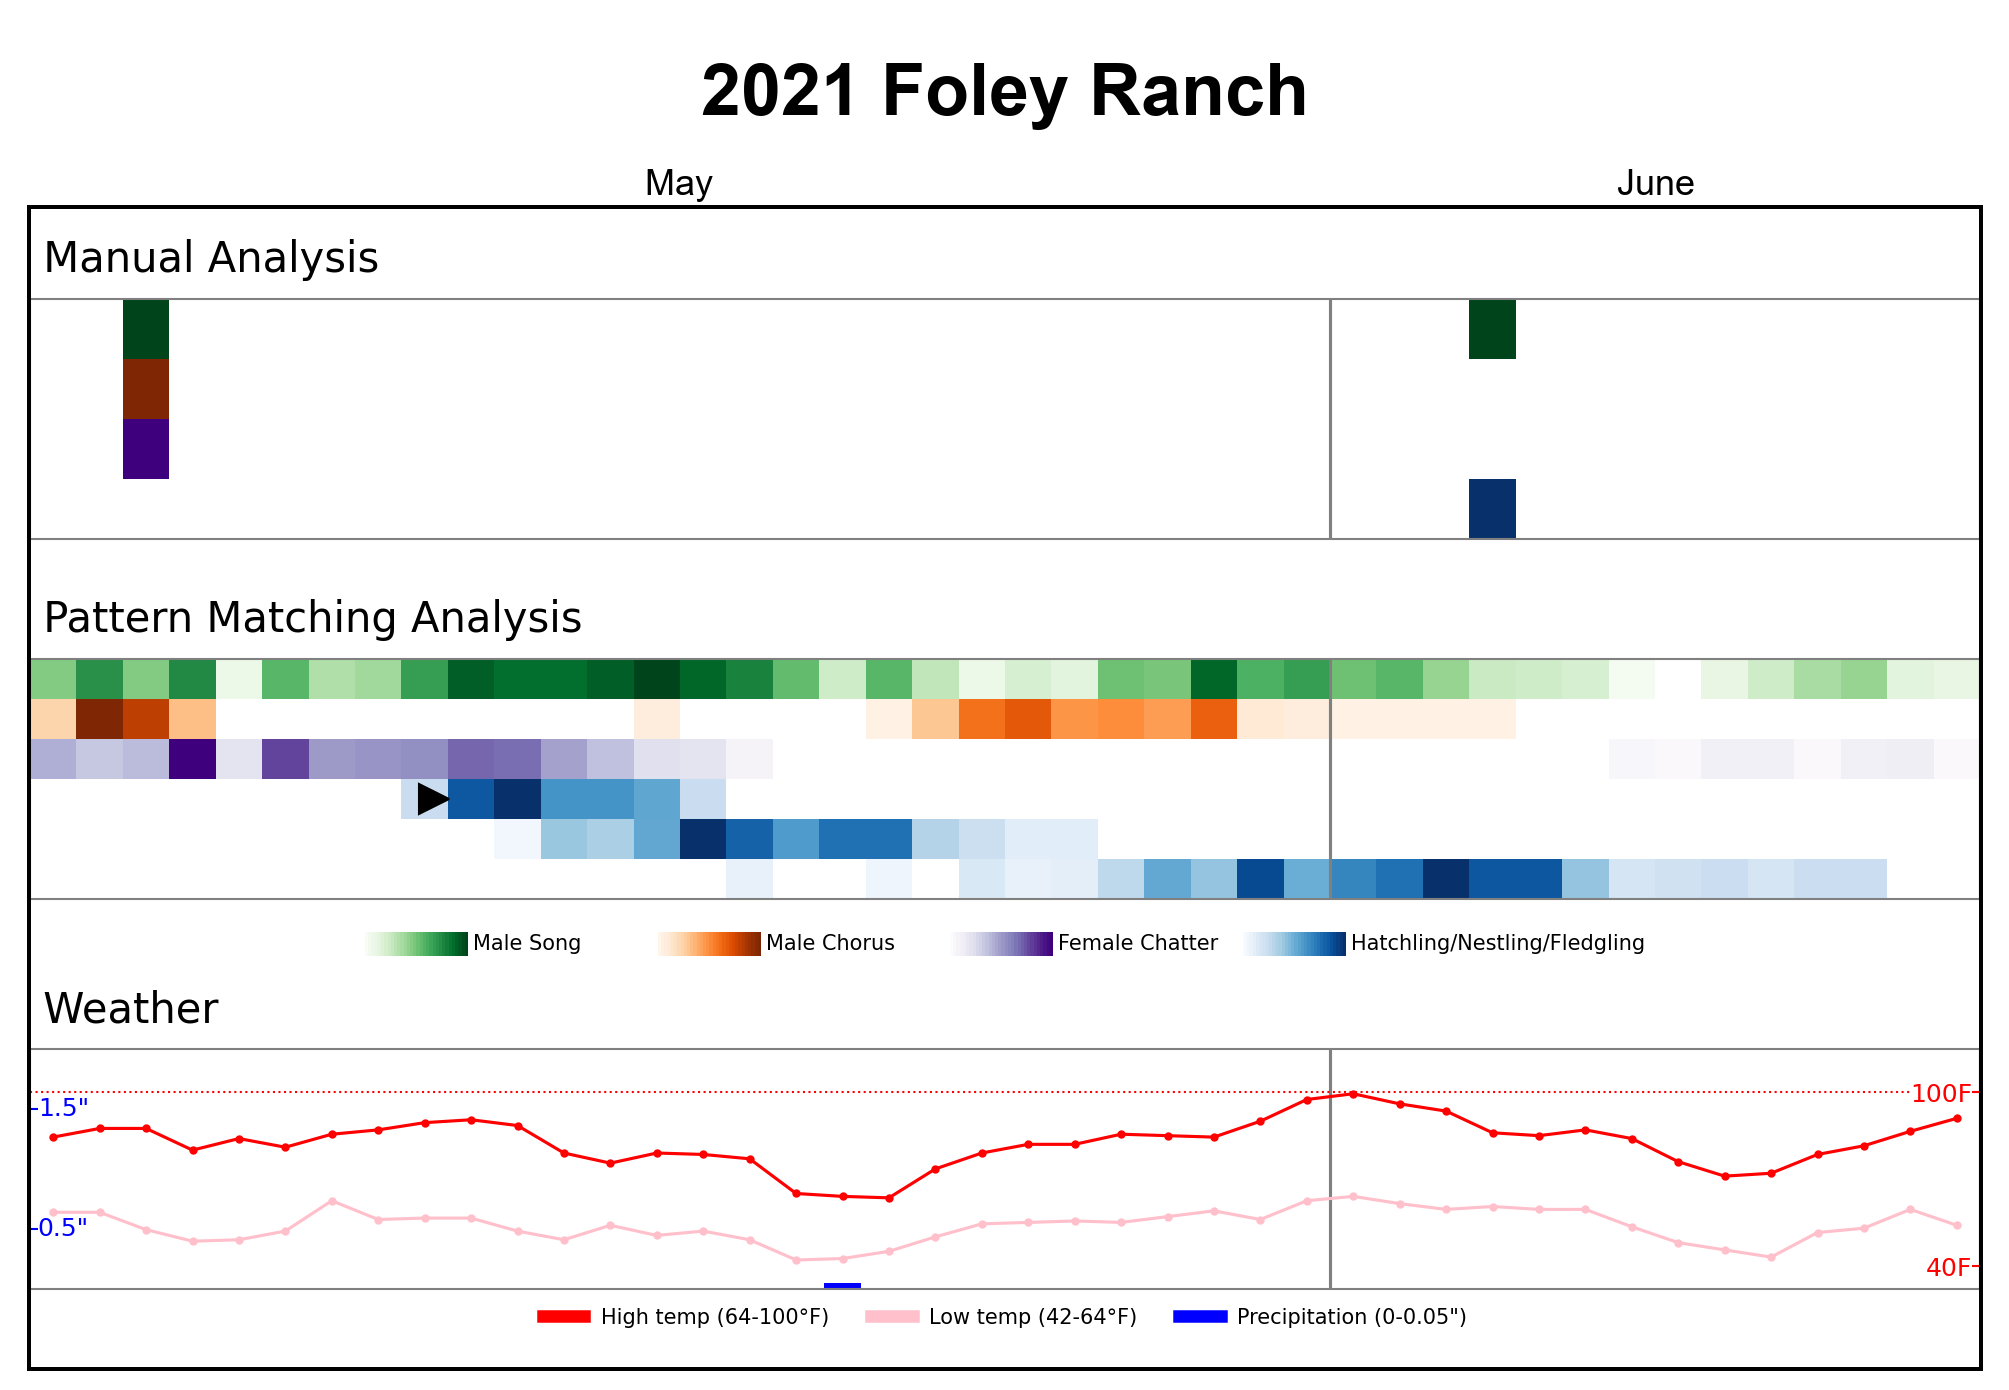 2021 Foley Ranch
May June
Manual Analysis
Pattern Matching Analysis
Male Song Male Chorus Female Chatter Hatchling/Nestling/Fledgling
Weather
100F
1.5"
0.5"
40F
High temp (64-100°F) Low temp (42-64°F) Precipitation (0-0.05")